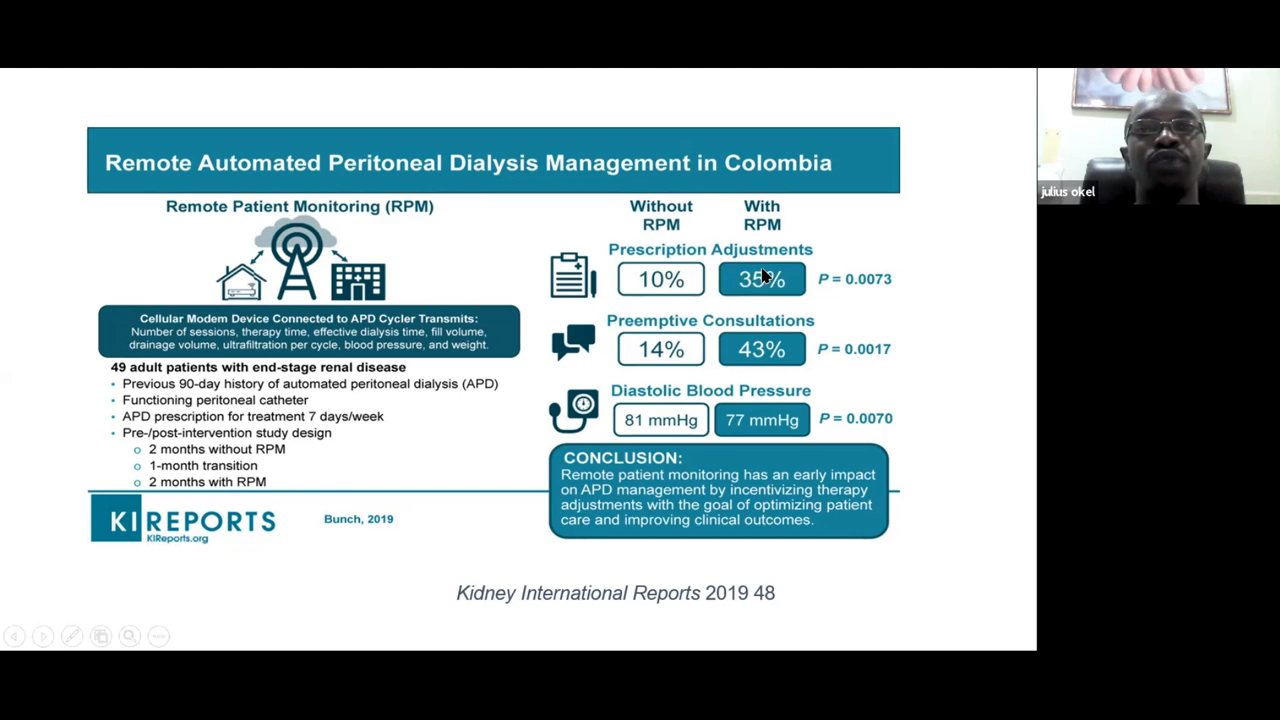 Remote Automated Peritoneal Dialysis Management in Colombia
Remote Patient Monitoring (RPM)
Cellular Modem Device Connected to APD Cycler Transmits:
Number of sessions, therapy time, effective dialysis time, fill volume,
drainage volume, ultrafiltration per cycle, blood pressure, and weight.
49 adult patients with end-stage renal disease
• Previous 90-day history of automated peritoneal dialysis (APD)
• Functioning peritoneal catheter
• APD prescription for treatment 7 days/week
• Pre-/post-intervention study design
o 2 months without RPM
o 1-month transition
o 2 months with RPM
Without RPM
With RPM
Prescription Adjustments
10% 35% P = 0.0073
Preemptive Consultations
14% 43% P = 0.0017
Diastolic Blood Pressure
81 mmHg 77 mmHg P = 0.0070
CONCLUSION:
Remote patient monitoring has an early impact
on APD management by incentivizing therapy
adjustments with the goal of optimizing patient
care and improving clinical outcomes.
KI REPORTS
KIReports.org
Bunch, 2019
Kidney International Reports 2019 48
julius okel